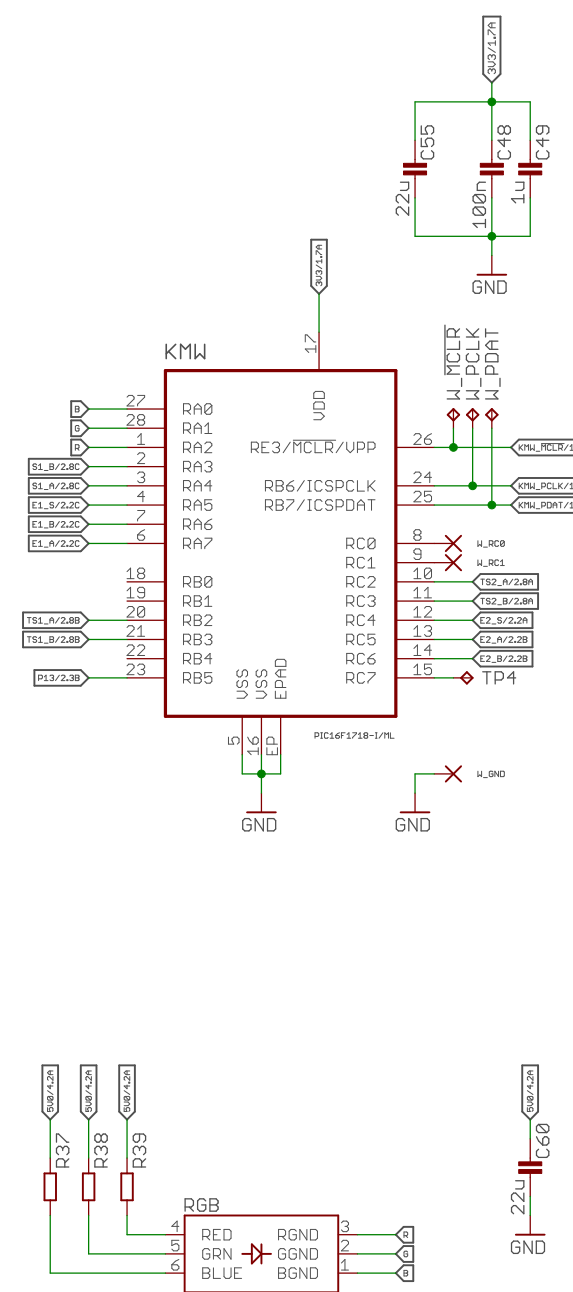 3V3/1.7A
C55
C48
C49
22u
100n
1u
GND
3V3/1.7A
17
KMW
VDD
W_MCLR
W_PCLK
W_PDAT
B 27 RA0
G 28 RA1
R 1 RA2
S1_B/2.8C 2 RA3
S1_A/2.8C 3 RA4
E1_S/2.2C 4 RA5
E1_B/2.2C 7 RA6
E1_A/2.2C 6 RA7
18 RB0
19 RB1
TS1_A/2.8B 20 RB2
TS1_B/2.8B 21 RB3
22 RB4
P13/2.3B 23 RB5
RE3/MCLR/VPP 26 KMW_MCLR/1
RB6/ICSPCLK 24 KMW_PCLK/1
RB7/ICSPDAT 25 KMW_PDAT/1
RC0 8 W_RC0
RC1 9 W_RC1
RC2 10 TS2_A/2.8A
RC3 11 TS2_B/2.8A
RC4 12 E2_S/2.2A
RC5 13 E2_A/2.2B
RC6 14 E2_B/2.2B
RC7 15 TP4
VSS
VSS
EPAD
5
16
EP
PIC16F1718-I/ML
GND
W_GND
GND
5V0/4.2A
5V0/4.2A
5V0/4.2A
R37
R38
R39
5V0/4.2A
C60
22u
GND
RGB
4 RED RGND 3 R
5 GRN GGND 2 G
6 BLUE BGND 1 B